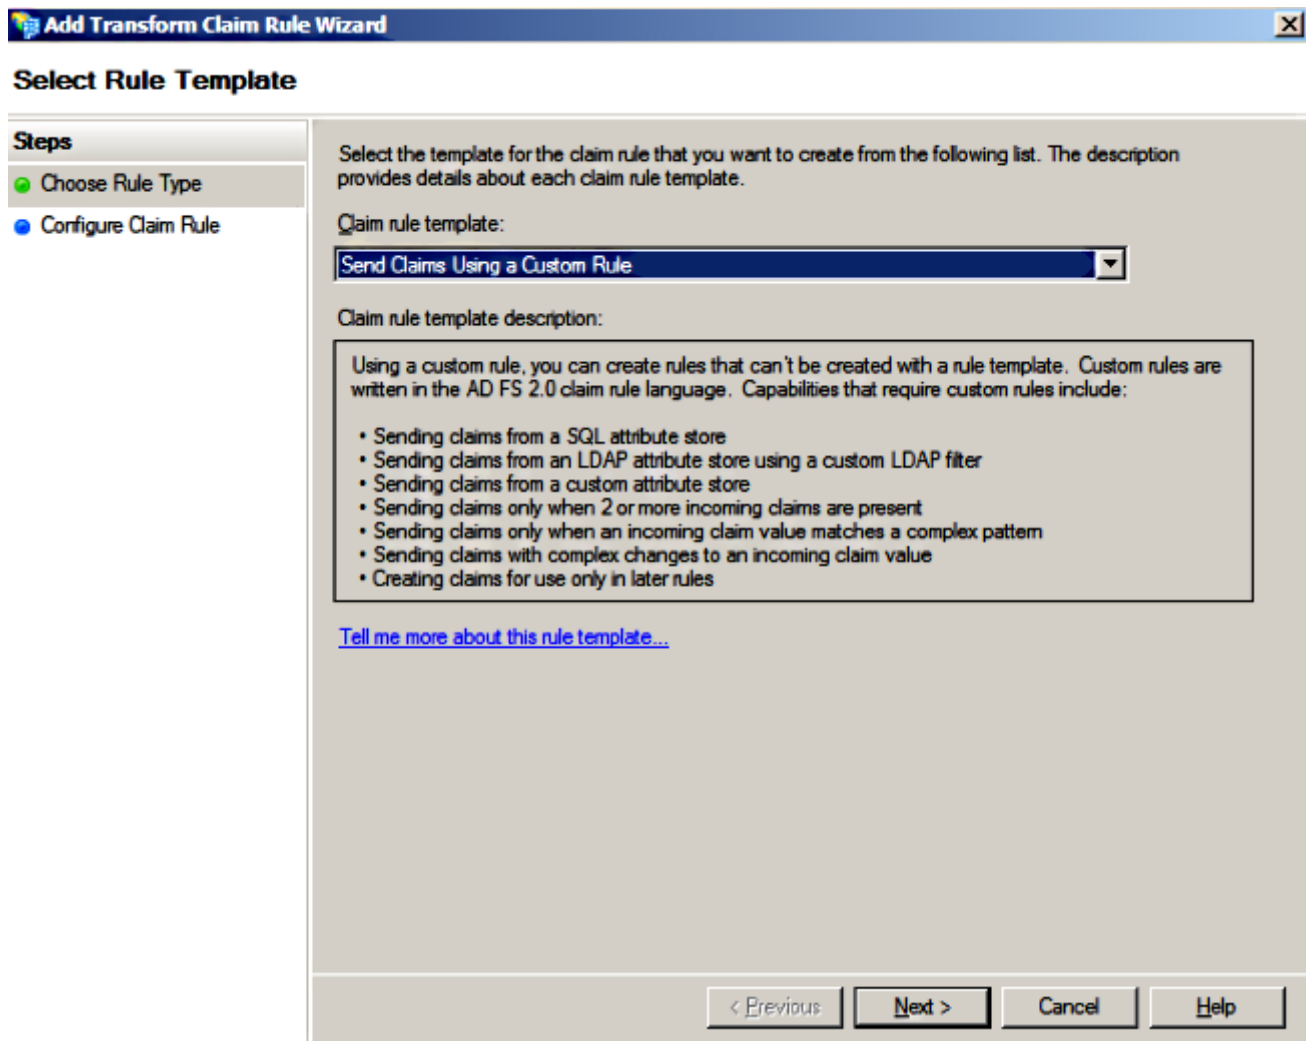 Add Transform Claim Rule Wizard
Select Rule Template
Steps
Choose Rule Type
Configure Claim Rule
Select the template for the claim rule that you want to create from the following list. The description
provides details about each claim rule template.
Claim rule template:
Send Claims Using a Custom Rule
Claim rule template description:
Using a custom rule, you can create rules that can't be created with a rule template. Custom rules are
written in the AD FS 2.0 claim rule language. Capabilities that require custom rules include:
• Sending claims from a SQL attribute store
• Sending claims from an LDAP attribute store using a custom LDAP filter
• Sending claims from a custom attribute store
• Sending claims only when 2 or more incoming claims are present
• Sending claims only when an incoming claim value matches a complex pattern
• Sending claims with complex changes to an incoming claim value
• Creating claims for use only in later rules
Tell me more about this rule template...
< Previous
Next >
Cancel
Help